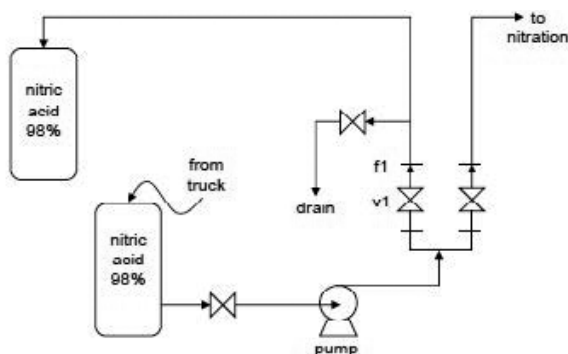 to
nitration
nitric
acid
98%
f1
from
truck
v1
drain
nitric
acid
98%
pump